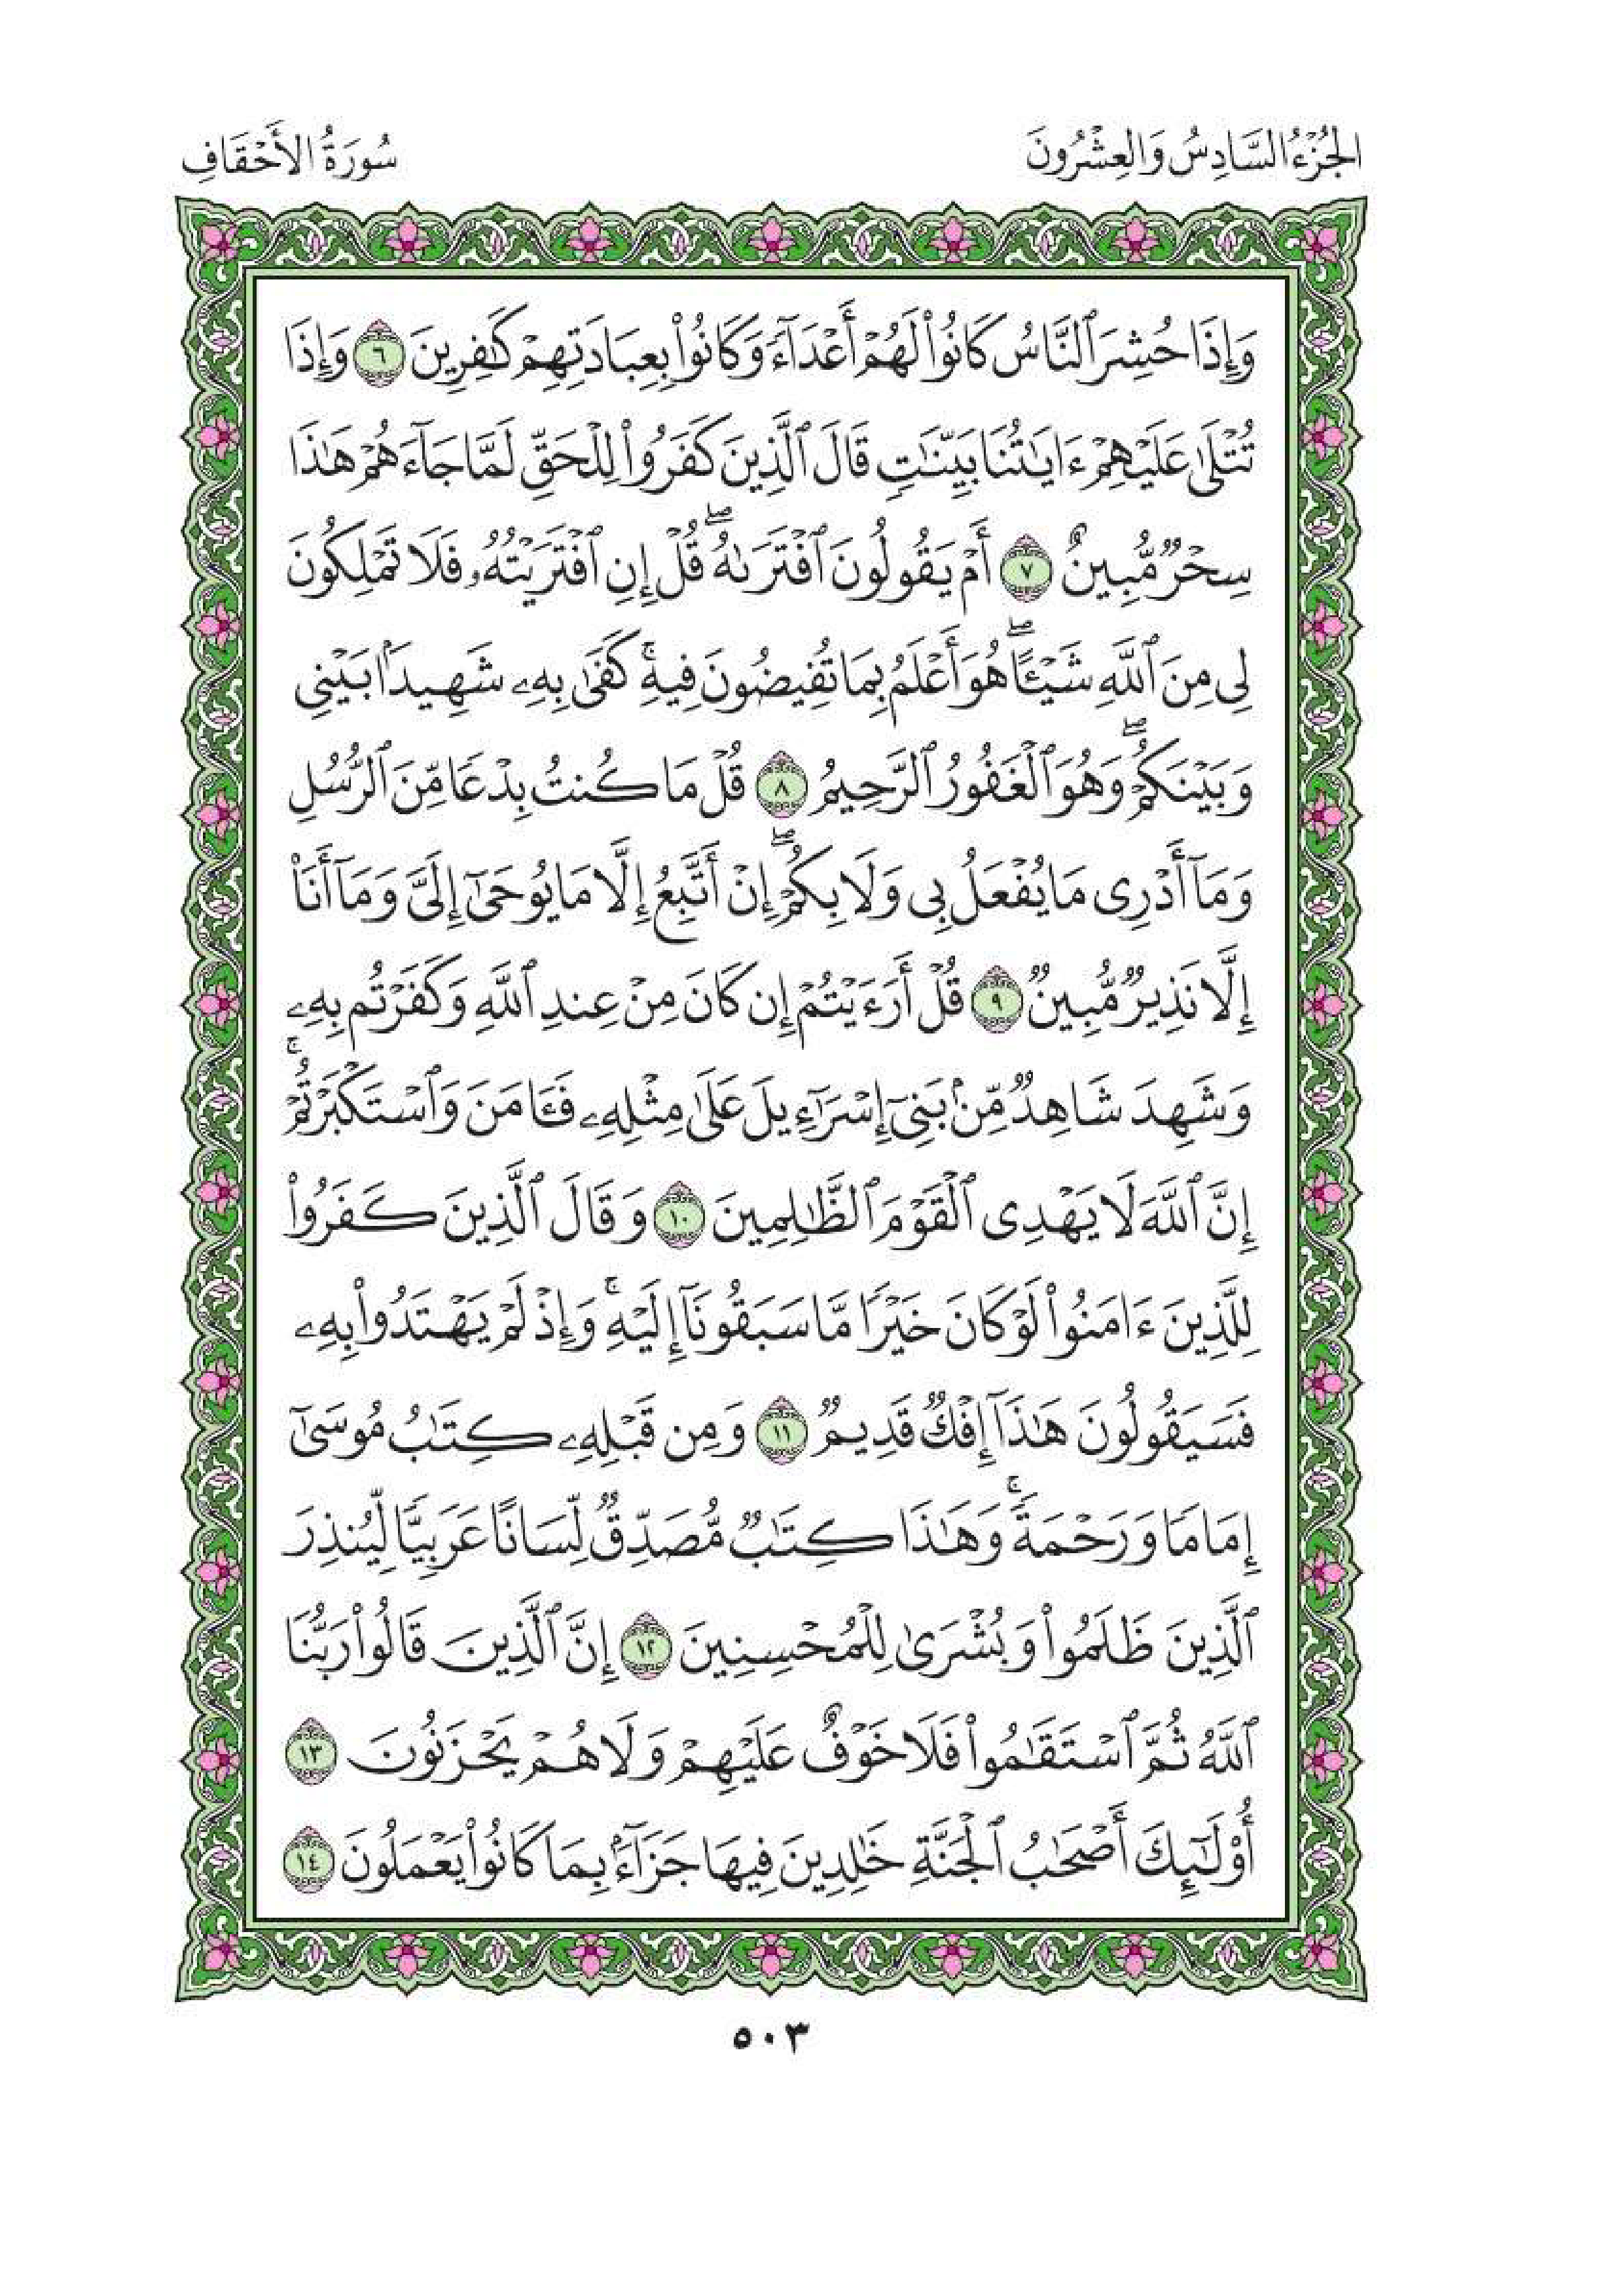 الجُزْءُ السَّادِسُ وَالعِشْرُونَ
سُورَةُ الأَحْقَافِ
وَإِذَا حُشِرَ ٱلنَّاسُ كَانُوا۟ لَهُمْ أَعْدَآءً وَكَانُوا۟ بِعِبَادَتِهِمْ كَـٰفِرِينَ ٦ وَإِذَا
تُتْلَىٰ عَلَيْهِمْ ءَايَـٰتُنَا بَيِّنَـٰتٍ قَالَ ٱلَّذِينَ كَفَرُوا۟ لِلْحَقِّ لَمَّا جَآءَهُمْ هَـٰذَا
سِحْرٌ مُّبِينٌ ٧ أَمْ يَقُولُونَ ٱفْتَرَىٰهُ ۖ قُلْ إِنِ ٱفْتَرَيْتُهُۥ فَلَا تَمْلِكُونَ
لِى مِنَ ٱللَّهِ شَيْـًٔا ۖ هُوَ أَعْلَمُ بِمَا تُفِيضُونَ فِيهِ ۚ كَفَىٰ بِهِۦ شَهِيدًۢا بَيْنِى
وَبَيْنَكُمْ ۖ وَهُوَ ٱلْغَفُورُ ٱلرَّحِيمُ ٨ قُلْ مَا كُنتُ بِدْعًا مِّنَ ٱلرُّسُلِ
وَمَآ أَدْرِى مَا يُفْعَلُ بِى وَلَا بِكُمْ ۖ إِنْ أَتَّبِعُ إِلَّا مَا يُوحَىٰٓ إِلَىَّ وَمَآ أَنَا۠
إِلَّا نَذِيرٌ مُّبِينٌ ٩ قُلْ أَرَءَيْتُمْ إِن كَانَ مِنْ عِندِ ٱللَّهِ وَكَفَرْتُم بِهِۦ
وَشَهِدَ شَاهِدٌ مِّنۢ بَنِىٓ إِسْرَٰٓءِيلَ عَلَىٰ مِثْلِهِۦ فَـَٔامَنَ وَٱسْتَكْبَرْتُمْ ۚ
إِنَّ ٱللَّهَ لَا يَهْدِى ٱلْقَوْمَ ٱلظَّـٰلِمِينَ ١٠ وَقَالَ ٱلَّذِينَ كَفَرُوا۟
لِلَّذِينَ ءَامَنُوا۟ لَوْ كَانَ خَيْرًا مَّا سَبَقُونَآ إِلَيْهِ ۚ وَإِذْ لَمْ يَهْتَدُوا۟ بِهِۦ
فَسَيَقُولُونَ هَـٰذَآ إِفْكٌ قَدِيمٌ ١١ وَمِن قَبْلِهِۦ كِتَـٰبُ مُوسَىٰٓ
إِمَامًا وَرَحْمَةً ۚ وَهَـٰذَا كِتَـٰبٌ مُّصَدِّقٌ لِّسَانًا عَرَبِيًّا لِّيُنذِرَ
ٱلَّذِينَ ظَلَمُوا۟ وَبُشْرَىٰ لِلْمُحْسِنِينَ ١٢ إِنَّ ٱلَّذِينَ قَالُوا۟ رَبُّنَا
ٱللَّهُ ثُمَّ ٱسْتَقَـٰمُوا۟ فَلَا خَوْفٌ عَلَيْهِمْ وَلَا هُمْ يَحْزَنُونَ ١٣
أُو۟لَـٰٓئِكَ أَصْحَـٰبُ ٱلْجَنَّةِ خَـٰلِدِينَ فِيهَا جَزَآءًۢ بِمَا كَانُوا۟ يَعْمَلُونَ ١٤
٥٠٣